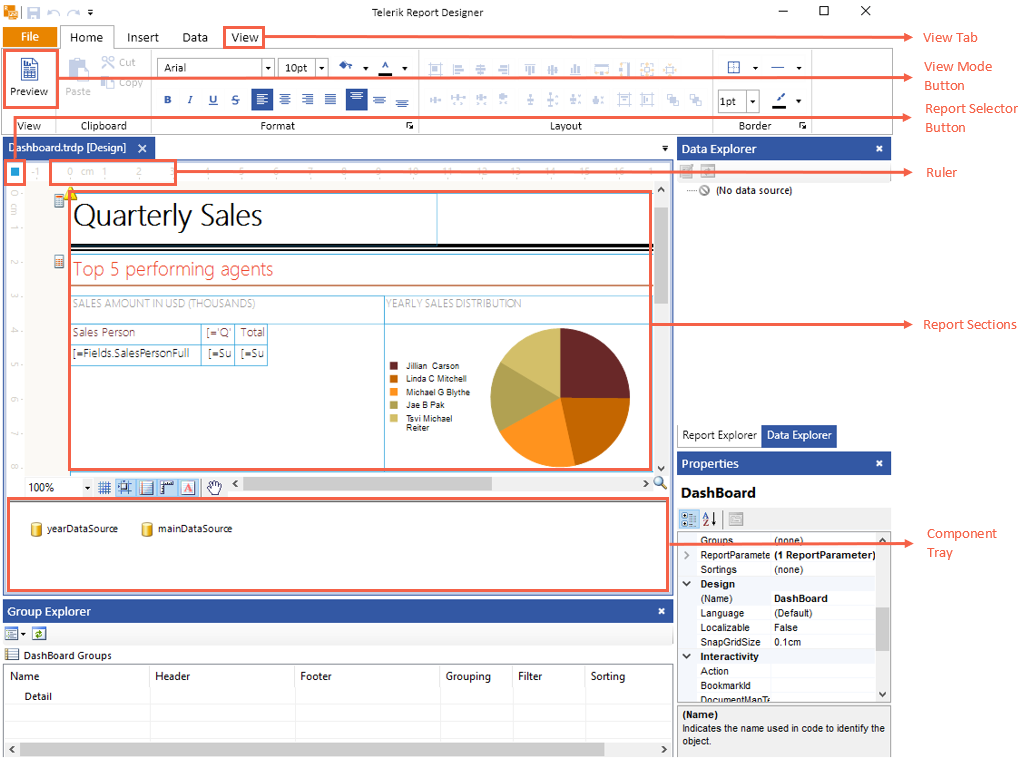 Telerik Report Designer
File Home Insert Data View
View Tab
Preview
Paste
Cut
Copy
Arial 10pt
B I U S
1pt
View Mode
Button
View Clipboard Format Layout Border
Report Selector
Button
Dashboard.trdp [Design]
Data Explorer
-1 0 cm 1 2
Ruler
(No data source)
Quarterly Sales
Top 5 performing agents
SALES AMOUNT IN USD (THOUSANDS) YEARLY SALES DISTRIBUTION
Sales Person [='Q' Total
[=Fields.SalesPersonFull [=Su [=Su
Jillian Carson
Linda C Mitchell
Michael G Blythe
Jae B Pak
Tsvi Michael
Reiter
Report Sections
Report Explorer Data Explorer
Properties
100%
DashBoard
yearDataSource mainDataSource
Component
Tray
Groups (none)
ReportParamete (1 ReportParameter)
Sortings (none)
Design
(Name) DashBoard
Language (Default)
Localizable False
SnapGridSize 0.1cm
Interactivity
Action
BookmarkId
DocumentMapTe
(Name)
Indicates the name used in code to identify the
object.
Group Explorer
DashBoard Groups
Name Header Footer Grouping Filter Sorting
Detail